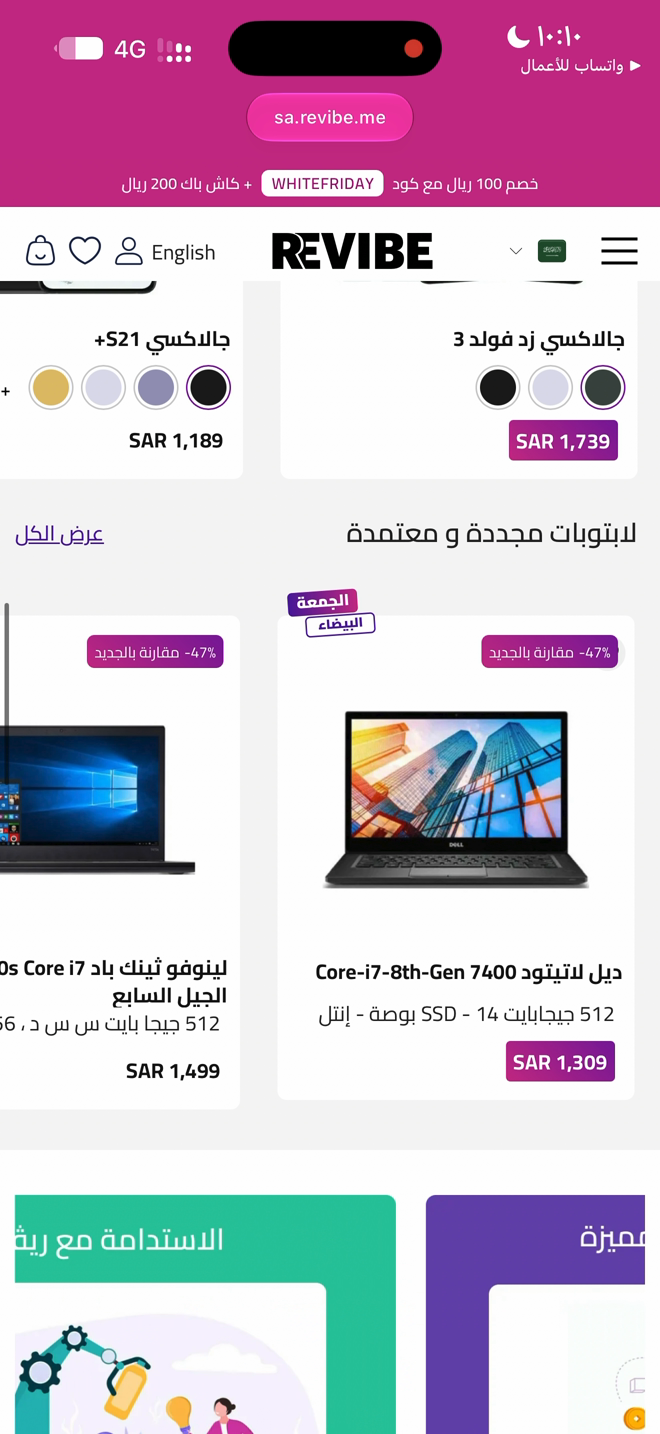 ١٠:١٠
4G
واتساب للأعمال
sa.revibe.me
خصم 100 ريال مع كود WHITEFRIDAY + كاش باك 200 ريال
REVIBE
English
جالاكسي زد فولد 3
SAR 1,739
جالاكسي S21+
+
SAR 1,189
لابتوبات مجددة و معتمدة
عرض الكل
الجمعة
البيضاء
-47% مقارنة بالجديد
DELL
ديل لاتيتود 7400 Core-i7-8th-Gen
512 جيجابايت SSD - 14 بوصة - إنتل
SAR 1,309
-47% مقارنة بالجديد
لينوفو ثينك باد 0s Core i7
الجيل السابع
512 جيجا بايت س س د ،
SAR 1,499
الاستدامة مع